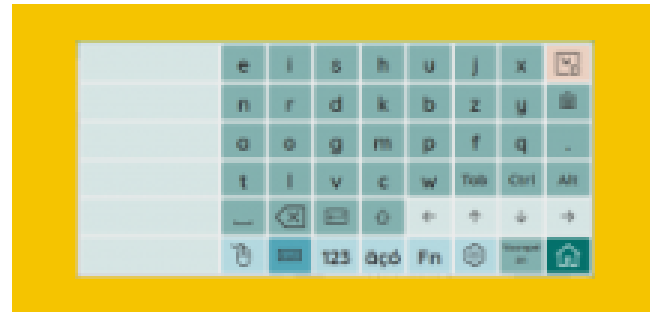 e i s h u j x
n r d k b z y
a o g m p f q .
t l v c w Tab Ctrl Alt
← ↑ ↓ →
123 äçó Fn